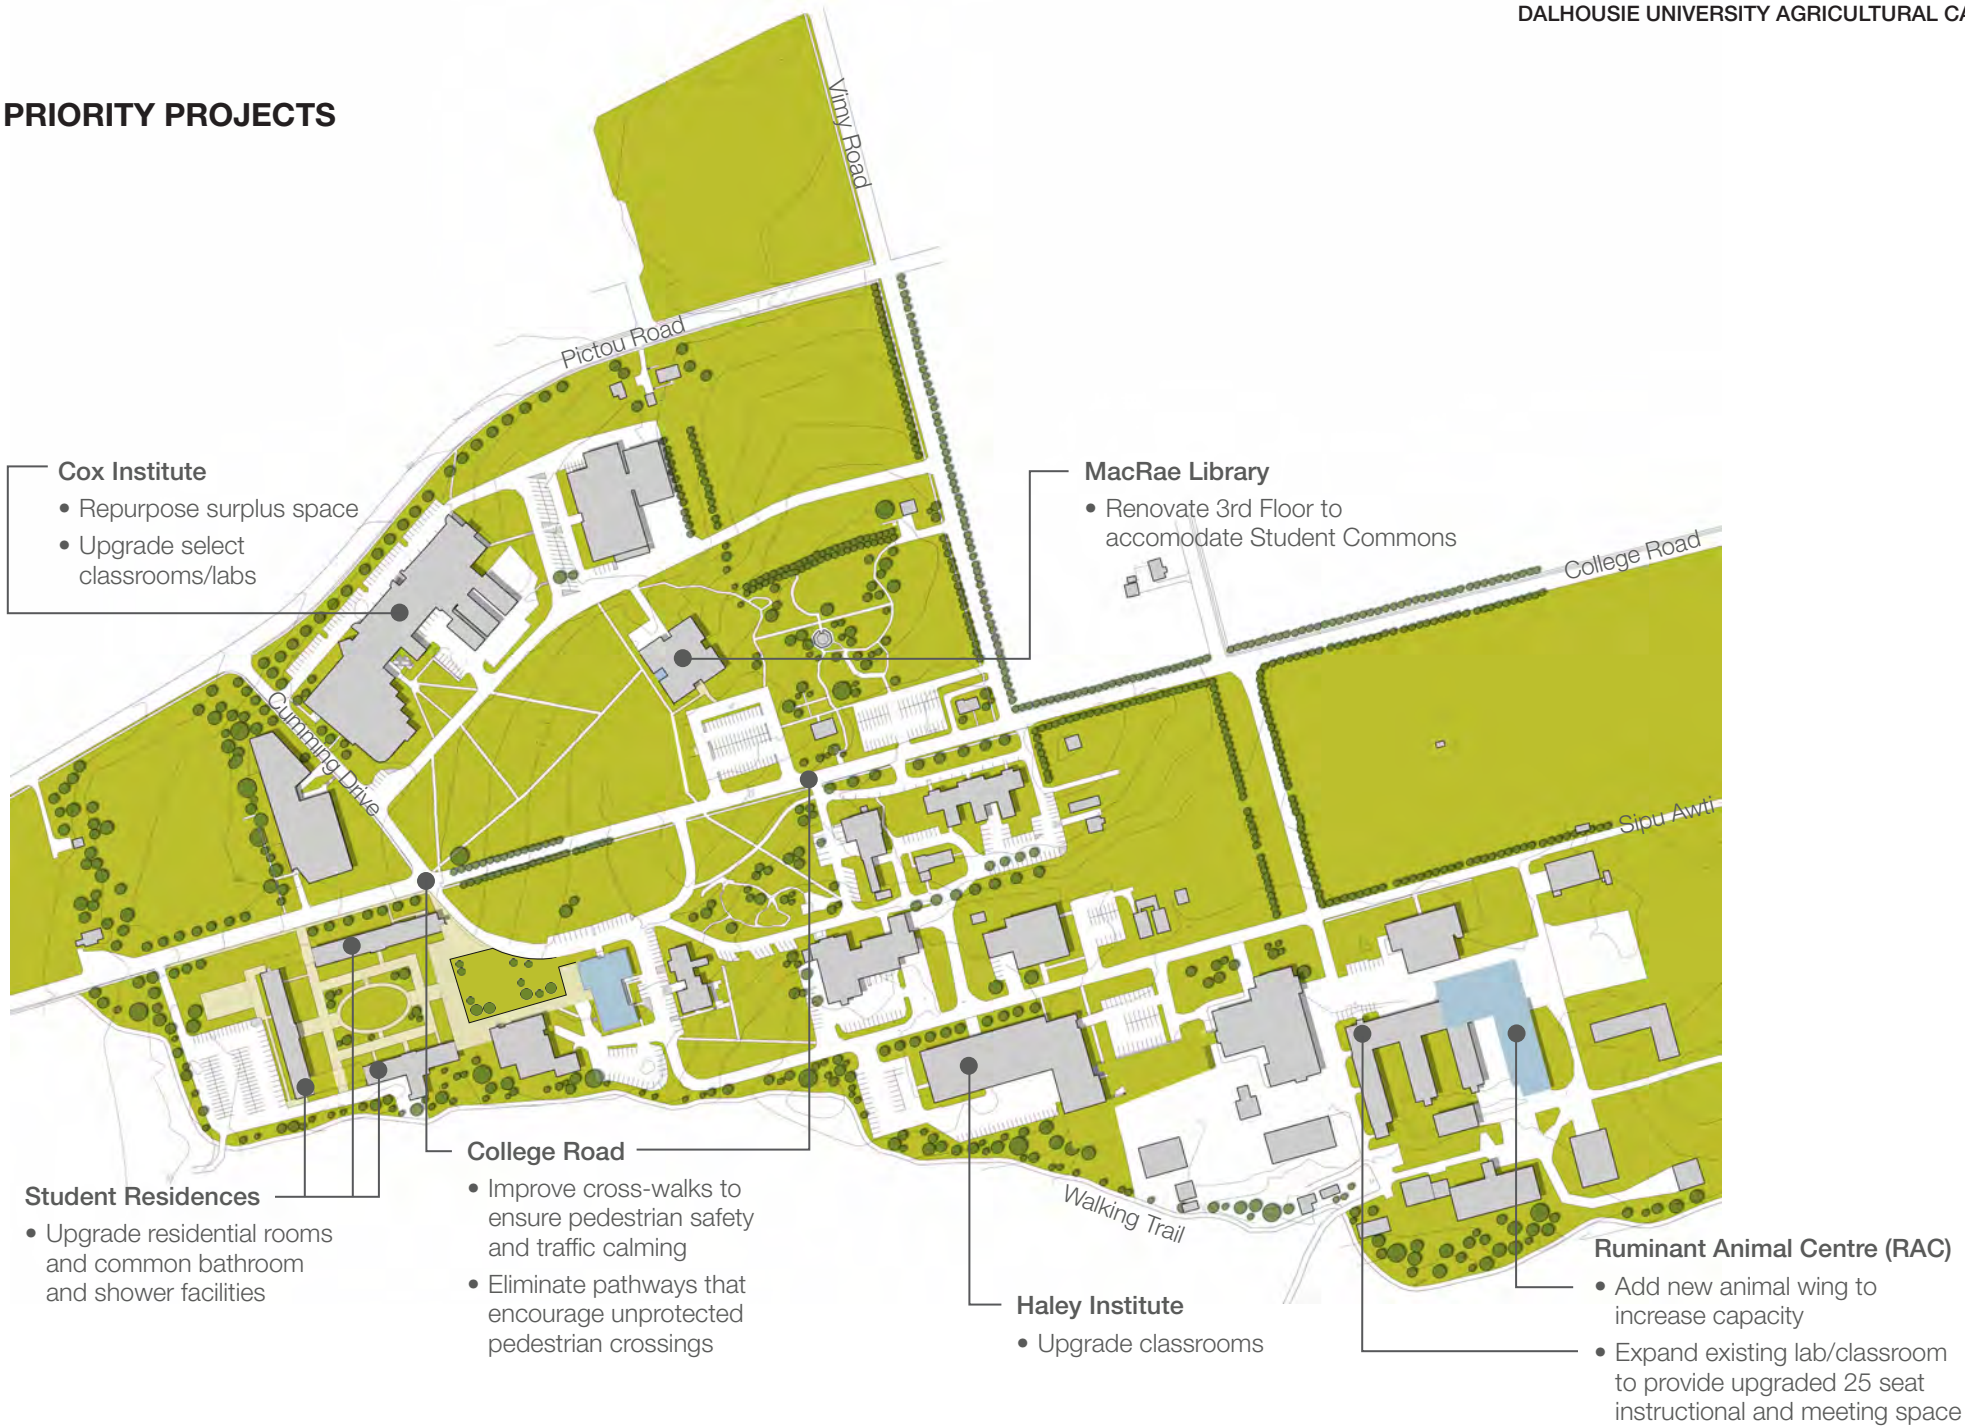 DALHOUSIE UNIVERSITY AGRICULTURAL CA
PRIORITY PROJECTS
Vimy Road
Pictou Road
Cox Institute
• Repurpose surplus space
• Upgrade select
classrooms/labs
MacRae Library
• Renovate 3rd Floor to
accomodate Student Commons
College Road
Cumming Drive
Sipu Awti
Walking Trail
Student Residences
• Upgrade residential rooms
and common bathroom
and shower facilities
College Road
• Improve cross-walks to
ensure pedestrian safety
and traffic calming
• Eliminate pathways that
encourage unprotected
pedestrian crossings
Haley Institute
• Upgrade classrooms
Ruminant Animal Centre (RAC)
• Add new animal wing to
increase capacity
• Expand existing lab/classroom
to provide upgraded 25 seat
instructional and meeting space